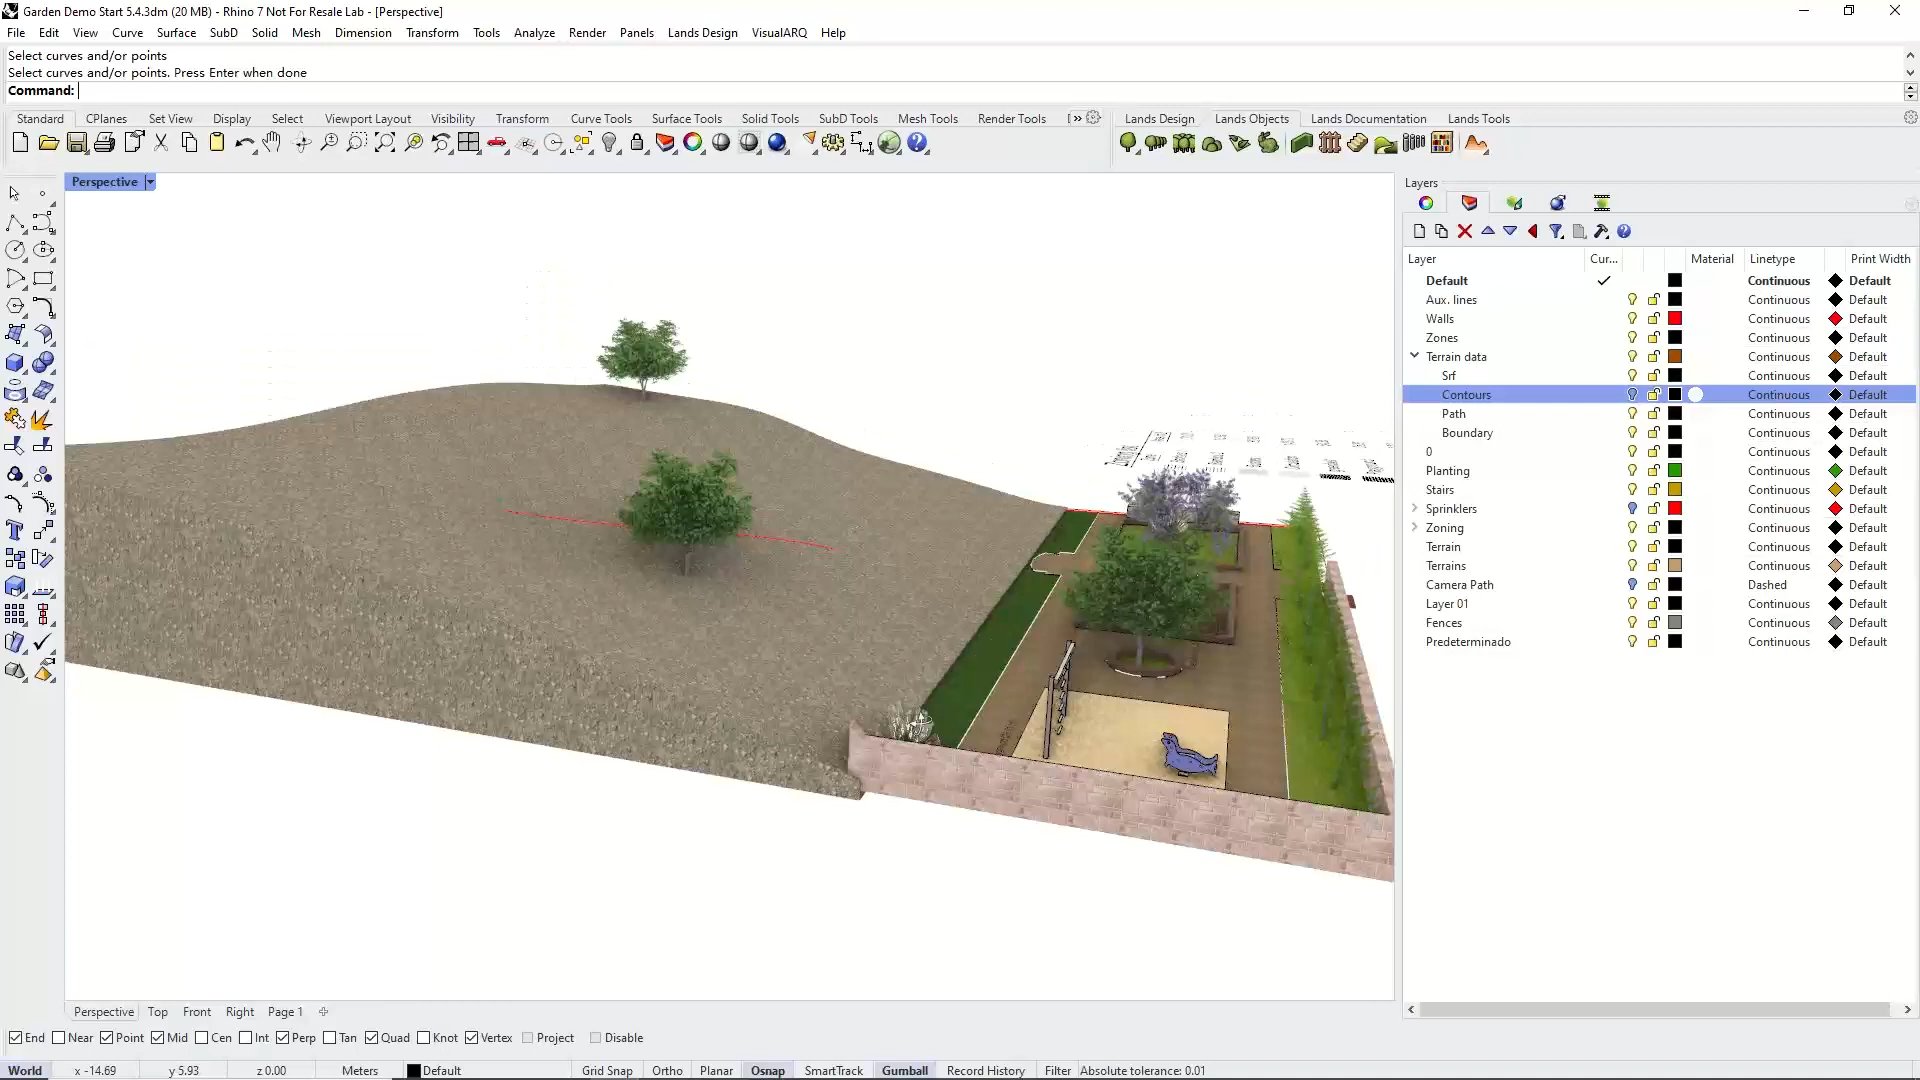 Garden Demo Start 5.4.3dm (20 MB) - Rhino 7 Not For Resale Lab - [Perspective]
File Edit View Curve Surface SubD Solid Mesh Dimension Transform Tools Analyze Render Panels Lands Design VisualARQ Help
Select curves and/or points
Select curves and/or points. Press Enter when done
Command:
Standard CPlanes Set View Display Select Viewport Layout Visibility Transform Curve Tools Surface Tools Solid Tools SubD Tools Mesh Tools Render Tools Lands Design Lands Objects Lands Documentation Lands Tools
Perspective
Layers
Layer Cur... Material Linetype Print Width
Default Continuous Default
Aux. lines Continuous Default
Walls Continuous Default
Zones Continuous Default
Terrain data Continuous Default
Srf Continuous Default
Contours Continuous Default
Path Continuous Default
Boundary Continuous Default
0 Continuous Default
Planting Continuous Default
Stairs Continuous Default
Sprinklers Continuous Default
Zoning Continuous Default
Terrain Continuous Default
Terrains Continuous Default
Camera Path Dashed Default
Layer 01 Continuous Default
Fences Continuous Default
Predeterminado Continuous Default
Perspective Top Front Right Page 1
End Near Point Mid Cen Int Perp Tan Quad Knot Vertex Project Disable
World x -14.69 y 5.93 z 0.00 Meters Default Grid Snap Ortho Planar Osnap SmartTrack Gumball Record History Filter Absolute tolerance: 0.01